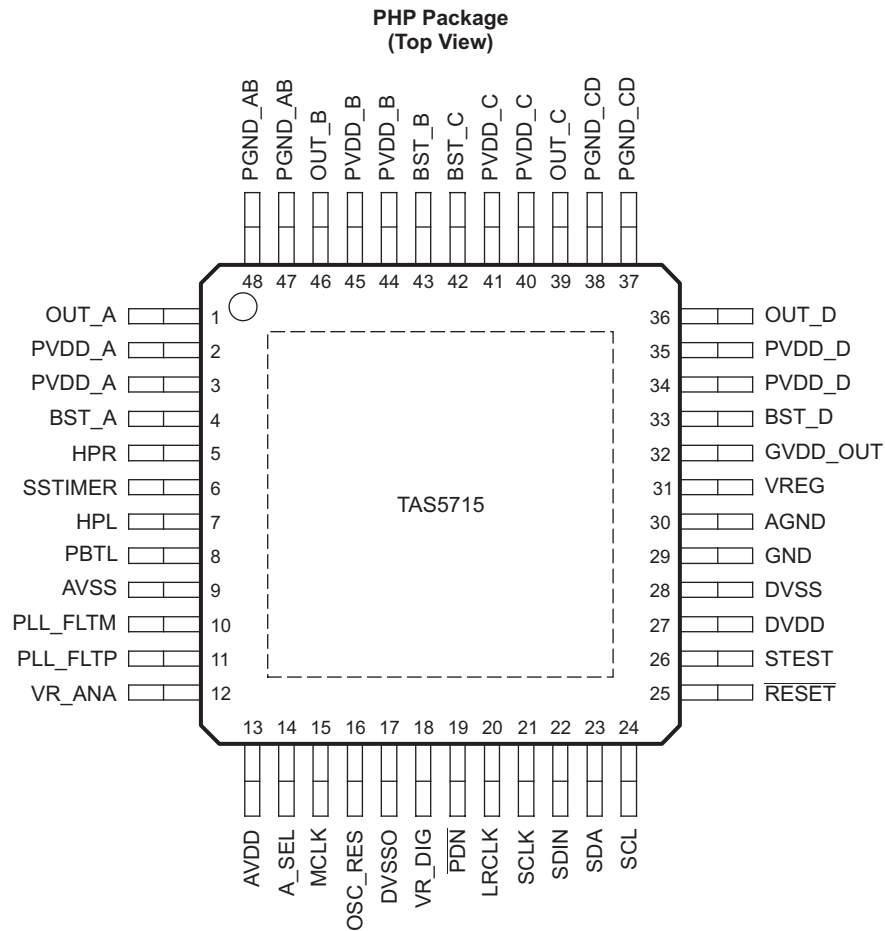 PHP Package
(Top View)
PGND_AB
PGND_AB
OUT_B
PVDD_B
PVDD_B
BST_B
BST_C
PVDD_C
PVDD_C
OUT_C
PGND_CD
PGND_CD
48 47 46 45 44 43 42 41 40 39 38 37
OUT_A 1 36 OUT_D
PVDD_A 2 35 PVDD_D
PVDD_A 3 34 PVDD_D
BST_A 4 33 BST_D
HPR 5 32 GVDD_OUT
SSTIMER 6 31 VREG
TAS5715
HPL 7 30 AGND
PBTL 8 29 GND
AVSS 9 28 DVSS
PLL_FLTM 10 27 DVDD
PLL_FLTP 11 26 STEST
VR_ANA 12 25 RESET
13 14 15 16 17 18 19 20 21 22 23 24
AVDD
A_SEL
MCLK
OSC_RES
DVSSO
VR_DIG
PDN
LRCLK
SCLK
SDIN
SDA
SCL